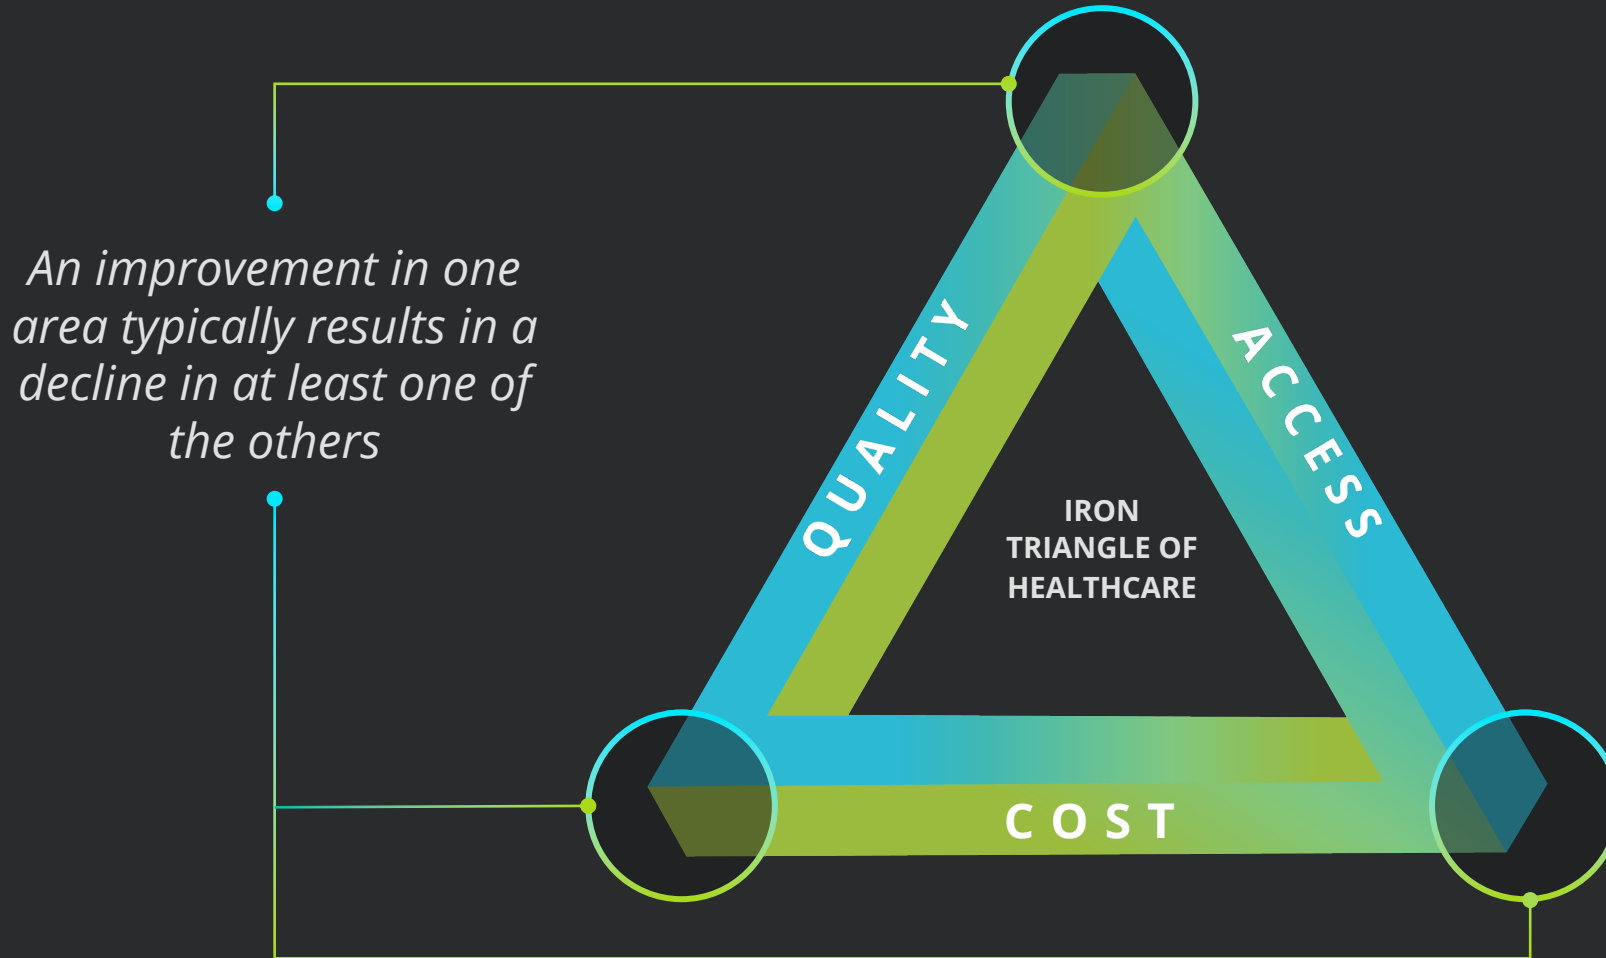 An improvement in one
area typically results in a
decline in at least one of
the others
QUALITY
ACCESS
IRON
TRIANGLE OF
HEALTHCARE
COST